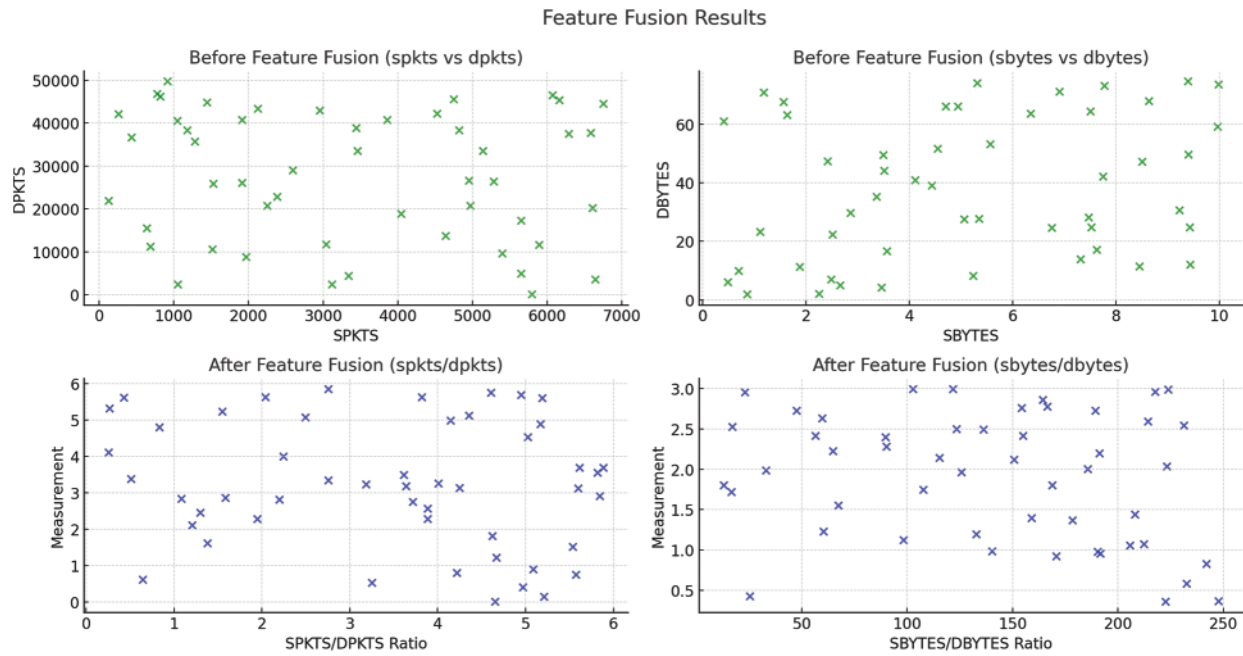 Feature Fusion Results
Before Feature Fusion (spkts vs dpkts)
50000
40000
30000
20000
10000
0
DPKTS
0 1000 2000 3000 4000 5000 6000 7000
SPKTS
Before Feature Fusion (sbytes vs dbytes)
60
40
20
0
DBYTES
0 2 4 6 8 10
SBYTES
After Feature Fusion (spkts/dpkts)
6
5
4
3
2
1
0
Measurement
0 1 2 3 4 5 6
SPKTS/DPKTS Ratio
After Feature Fusion (sbytes/dbytes)
3.0
2.5
2.0
1.5
1.0
0.5
Measurement
50 100 150 200 250
SBYTES/DBYTES Ratio